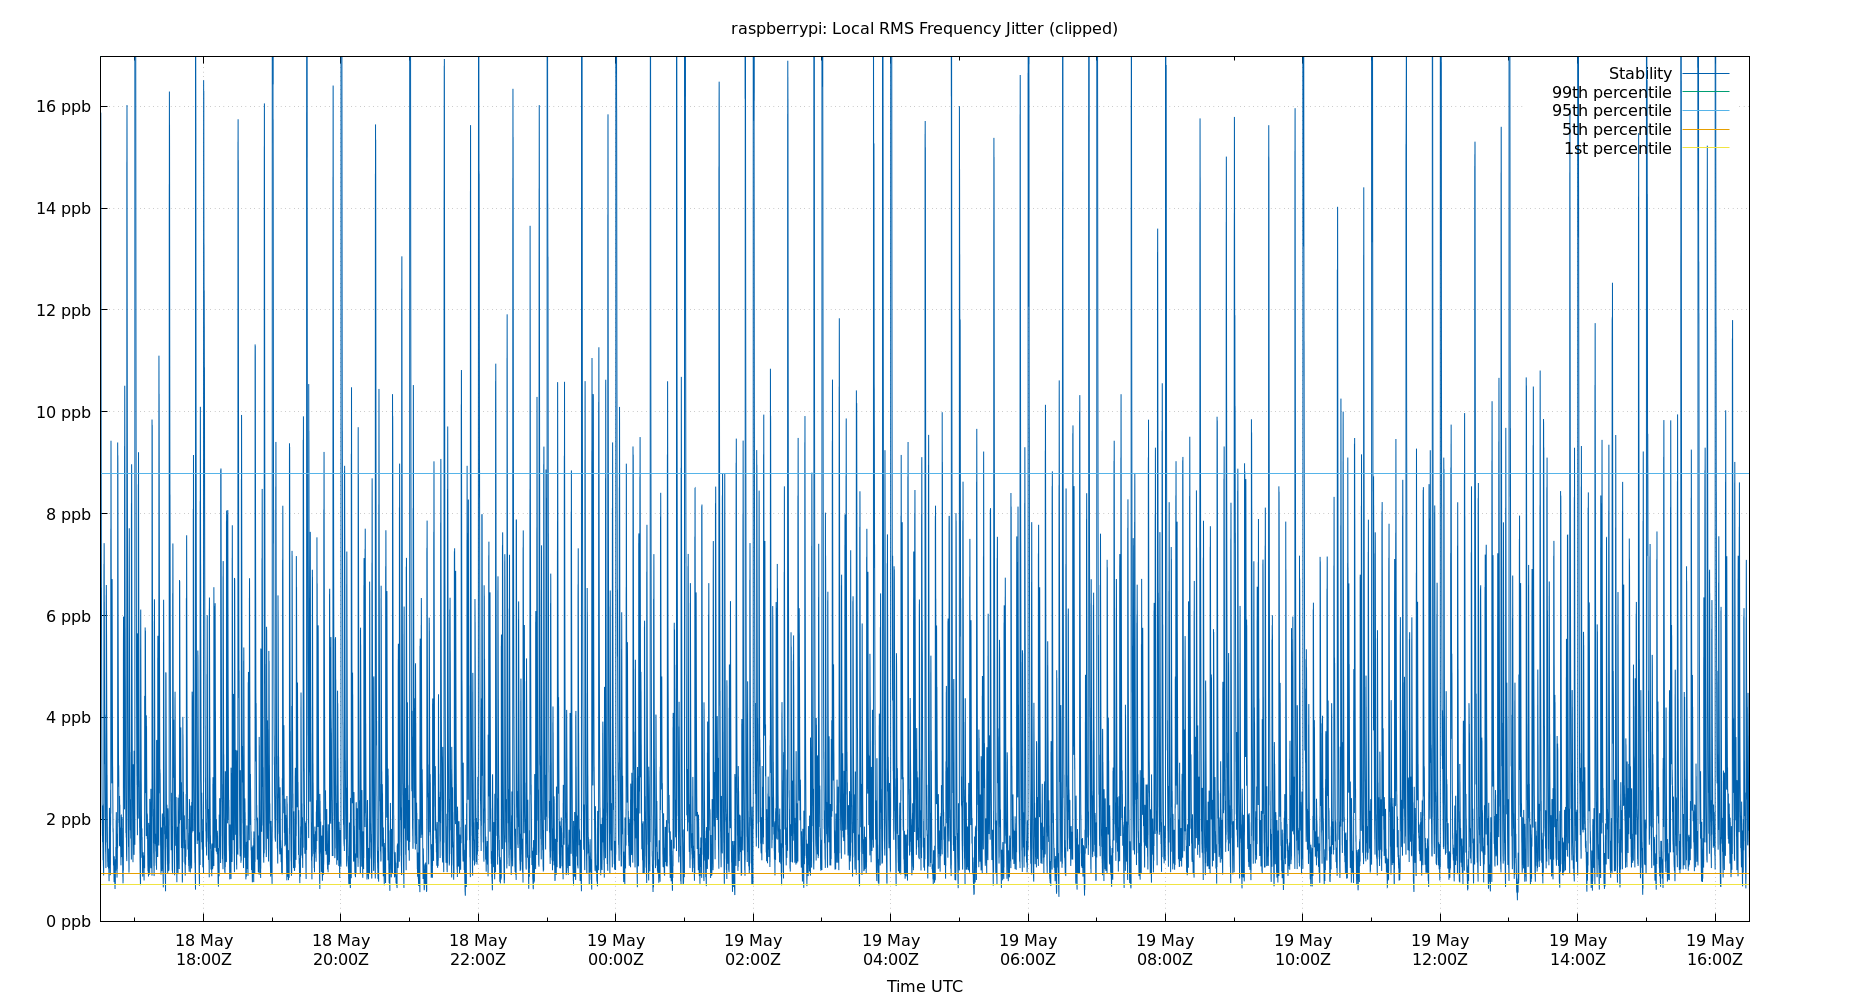 raspberrypi: Local RMS Frequency Jitter (clipped)
Stability
99th percentile
95th percentile
5th percentile
1st percentile
16 ppb
14 ppb
12 ppb
10 ppb
8 ppb
6 ppb
4 ppb
2 ppb
0 ppb
18 May 18 May 18 May 19 May 19 May 19 May 19 May 19 May 19 May 19 May 19 May 19 May
18:00Z 20:00Z 22:00Z 00:00Z 02:00Z 04:00Z 06:00Z 08:00Z 10:00Z 12:00Z 14:00Z 16:00Z
Time UTC